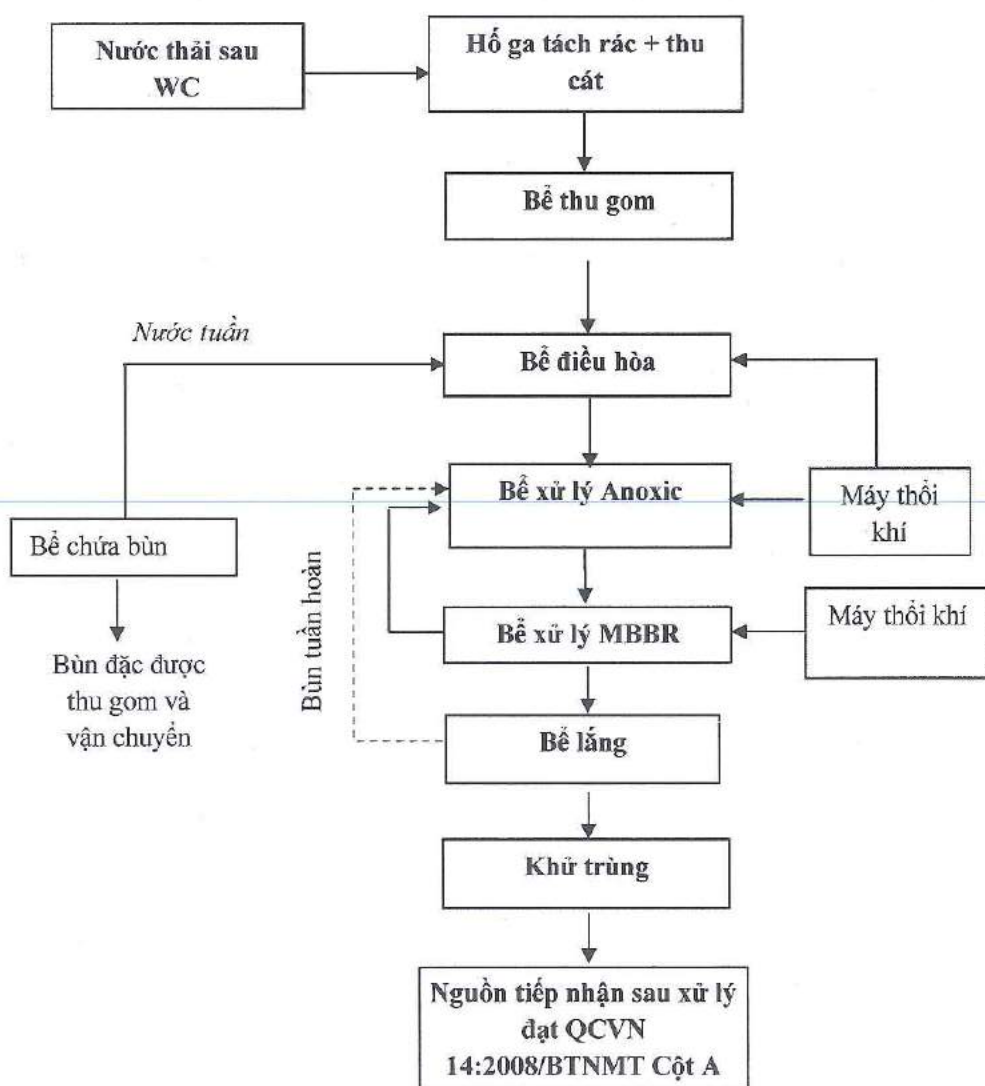 Nước thải sau
WC
Hố ga tách rác + thu
cát
Bể thu gom
Nước tuần
Bể điều hòa
Bể xử lý Anoxic
Máy thổi
khí
Bể chứa bùn
Bùn tuần hoàn
Bể xử lý MBBR
Máy thổi khí
Bùn đặc được
thu gom và
vận chuyển
Bể lắng
Khử trùng
Nguồn tiếp nhận sau xử lý
đạt QCVN
14:2008/BTNMT Cột A